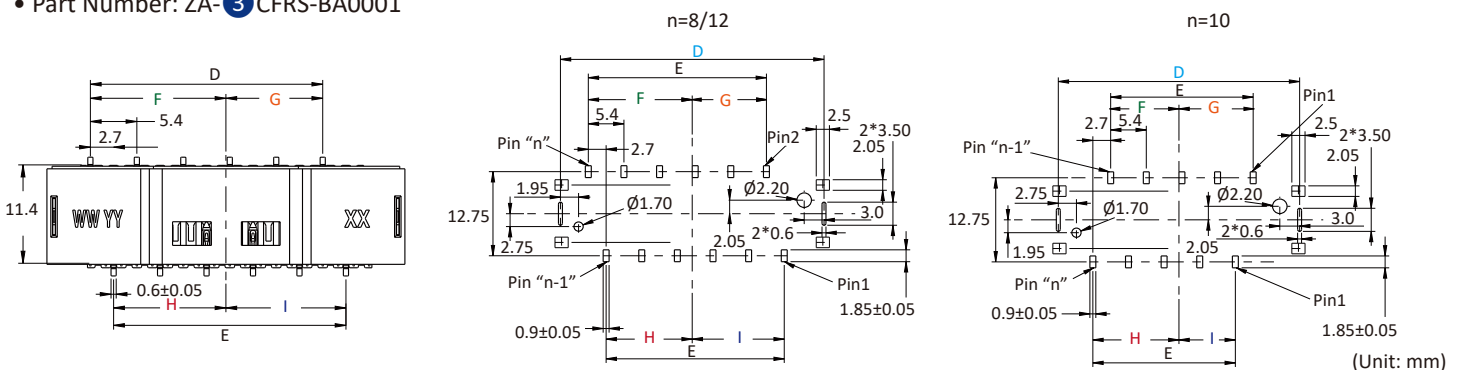 • Part Number: ZA-3CFRS-BA0001
D
F G
5.4
2.7
11.4
WW YY XX
0.6±0.05
H I
E
n=8/12
D
E
F G
5.4 2.5 2*3.50
Pin “n” 2.7 Pin2 2.05
1.95 Ø2.20
Ø1.70
12.75 3.0
2*0.6
2.75 2.05
Pin “n-1” Pin1
1.85±0.05
0.9±0.05 H I
E
n=10
D
E Pin1
F G
2.7 5.4 2.5 2*3.50
Pin “n-1” 2.05
2.75 Ø2.20
Ø1.70
12.75 3.0
2*0.6
1.95 2.05
Pin “n” Pin1
0.9±0.05
1.85±0.05
H I
E
(Unit: mm)